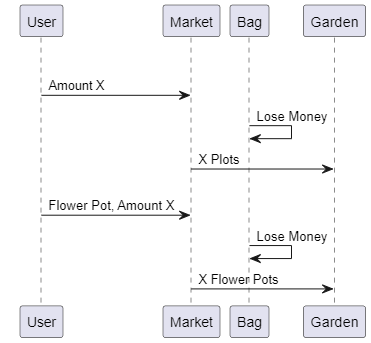 User Market Bag Garden
Amount X
Lose Money
X Plots
Flower Pot, Amount X
Lose Money
X Flower Pots
User Market Bag Garden